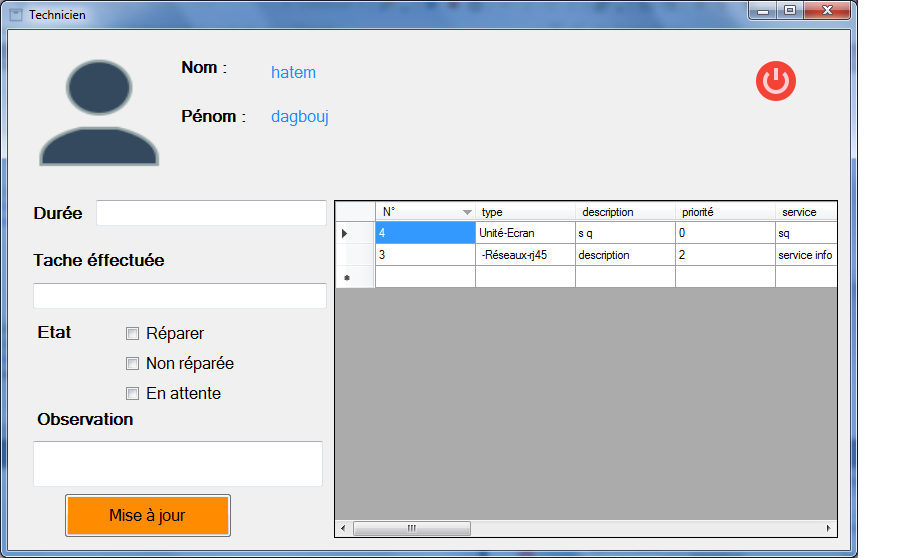 Technicien
Nom : hatem
Pénom : dagbouj
Durée
Tache éffectuée
Etat
Réparer
Non réparée
En attente
Observation
Mise à jour
N° type description priorité service
4 Unité-Ecran s q 0 sq
3 -Réseaux-rj45 description 2 service info